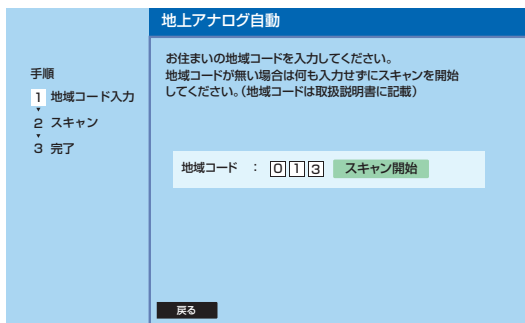 地上アナログ自動
お住まいの地域コードを入力してください。
地域コードが無い場合は何も入力せずにスキャンを開始
してください。(地域コードは取扱説明書に記載)
手順
1 地域コード入力
2 スキャン
3 完了
地域コード : 0 1 3 スキャン開始
戻る